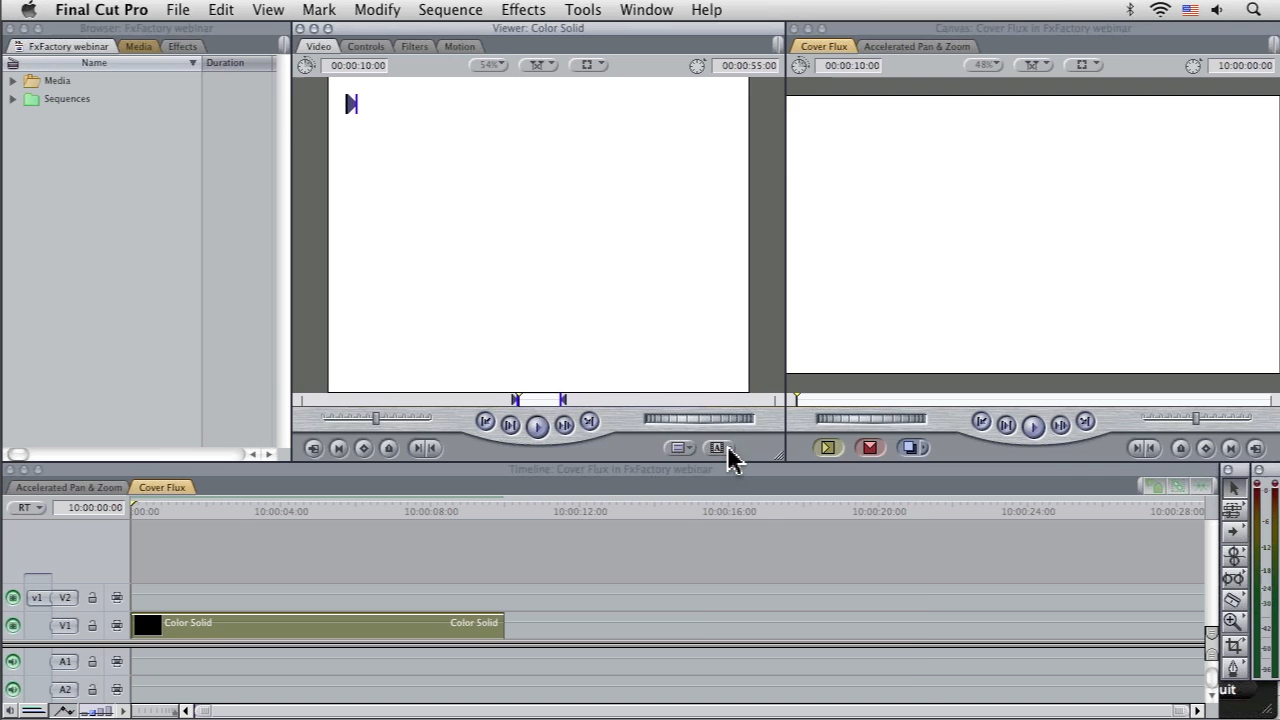 Final Cut Pro File Edit View Mark Modify Sequence Effects Tools Window Help
Browser: FxFactory webinar
Viewer: Color Solid
Canvas: Cover Flux in FxFactory webinar
FxFactory webinar Media Effects
Video Controls Filters Motion
Cover Flux Accelerated Pan & Zoom
Name Duration
00:00:10:00 54% 00:00:55:00
00:00:10:00 48% 10:00:00:00
Media
Sequences
Timeline: Cover Flux in FxFactory webinar
Accelerated Pan & Zoom Cover Flux
RT 10:00:00:00 :00:00 10:00:04:00 10:00:08:00 10:00:12:00 10:00:16:00 10:00:20:00 10:00:24:00 10:00:28:00
v1 V2
V1 Color Solid Color Solid
A1
A2
uit